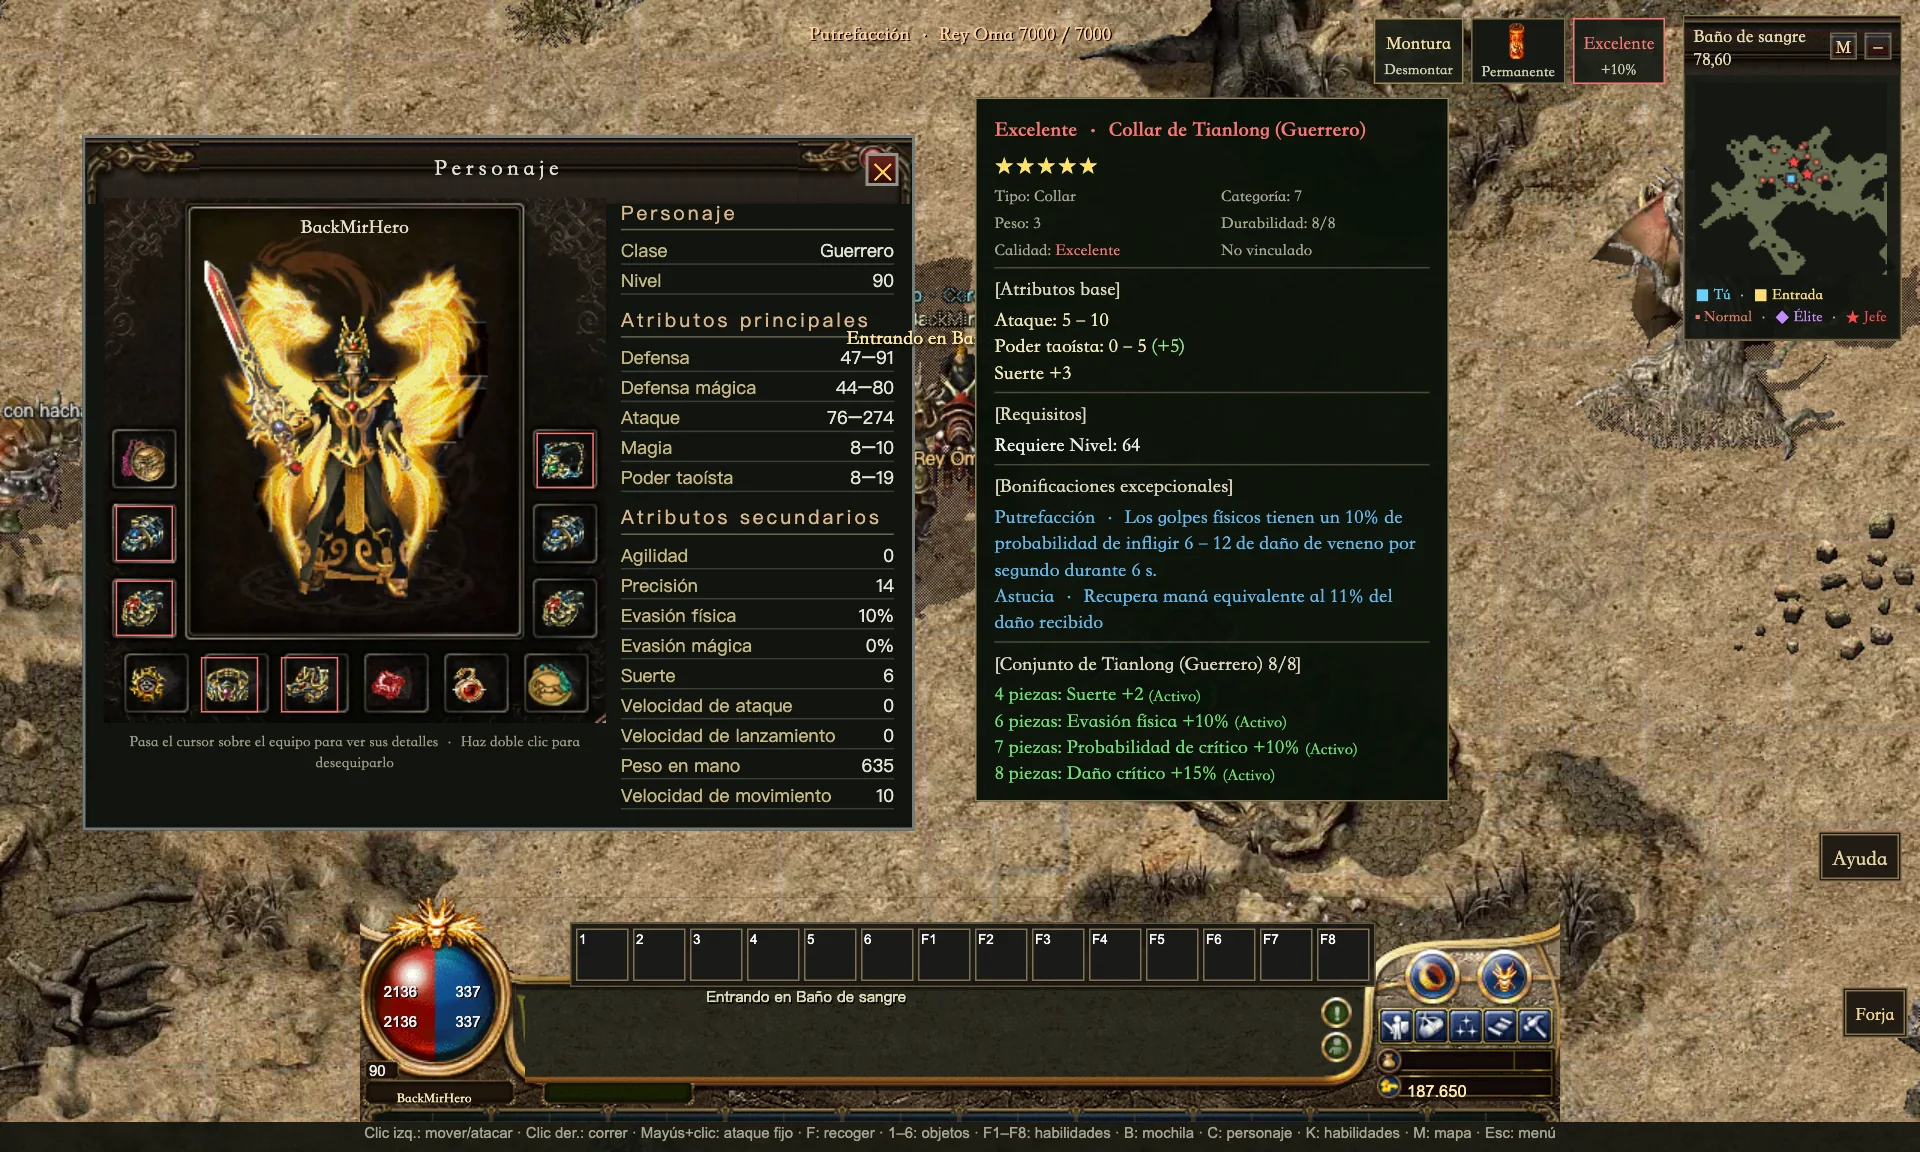 Putrefacción · Rey Oma 7000 / 7000
Montura
Desmontar
Permanente
Excelente
+10%
Baño de sangre
78,60
M
–
Tú · Entrada
Normal · Élite · Jefe
Personaje
BackMirHero
Personaje
Clase Guerrero
Nivel 90
Atributos principales
Defensa 47–91
Defensa mágica 44–80
Ataque 76–274
Magia 8–10
Poder taoísta 8–19
Atributos secundarios
Agilidad 0
Precisión 14
Evasión física 10%
Evasión mágica 0%
Suerte 6
Velocidad de ataque 0
Velocidad de lanzamiento 0
Peso en mano 635
Velocidad de movimiento 10
Pasa el cursor sobre el equipo para ver sus detalles · Haz doble clic para
desequiparlo
con hacha
Entrando en Ba
Rey Om
Excelente · Collar de Tianlong (Guerrero)
★★★★★
Tipo: Collar Categoría: 7
Peso: 3 Durabilidad: 8/8
Calidad: Excelente No vinculado
[Atributos base]
Ataque: 5 – 10
Poder taoísta: 0 – 5 (+5)
Suerte +3
[Requisitos]
Requiere Nivel: 64
[Bonificaciones excepcionales]
Putrefacción · Los golpes físicos tienen un 10% de
probabilidad de infligir 6 – 12 de daño de veneno por
segundo durante 6 s.
Astucia · Recupera maná equivalente al 11% del
daño recibido
[Conjunto de Tianlong (Guerrero) 8/8]
4 piezas: Suerte +2 (Activo)
6 piezas: Evasión física +10% (Activo)
7 piezas: Probabilidad de crítico +10% (Activo)
8 piezas: Daño crítico +15% (Activo)
Ayuda
Forja
1 2 3 4 5 6 F1 F2 F3 F4 F5 F6 F7 F8
Entrando en Baño de sangre
2136 337
2136 337
90
BackMirHero
187.650
Clic izq.: mover/atacar · Clic der.: correr · Mayús+clic: ataque fijo · F: recoger · 1–6: objetos · F1–F8: habilidades · B: mochila · C: personaje · K: habilidades · M: mapa · Esc: menú